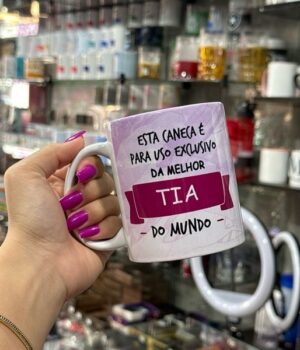 ESTA CANECA É
PARA USO EXCLUSIVO
DA MELHOR
TIA
- DO MUNDO -